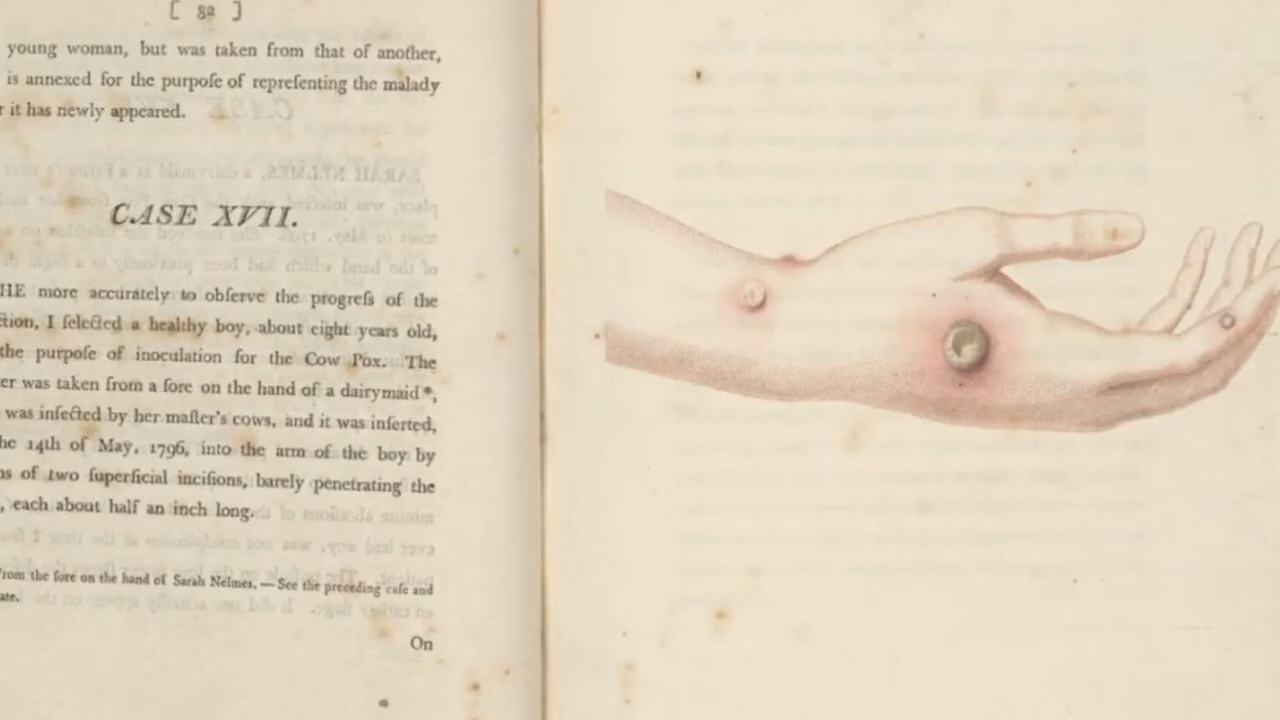 [ 32 ]
young woman, but was taken from that of another,
is annexed for the purpoſe of repreſenting the malady
it has newly appeared.
CASE XVII.
HE more accurately to obſerve the progreſs of the
ction, I ſelected a healthy boy, about eight years old,
the purpoſe of inoculation for the Cow Pox. The
er was taken from a ſore on the hand of a dairymaid*,
was infected by her maſter's cows, and it was inſerted,
he 14th of May, 1796, into the arm of the boy by
ns of two ſuperficial inciſions, barely penetrating the
, each about half an inch long.
From the ſore on the hand of Sarah Nelmes. — See the preceding caſe and
ate.
On